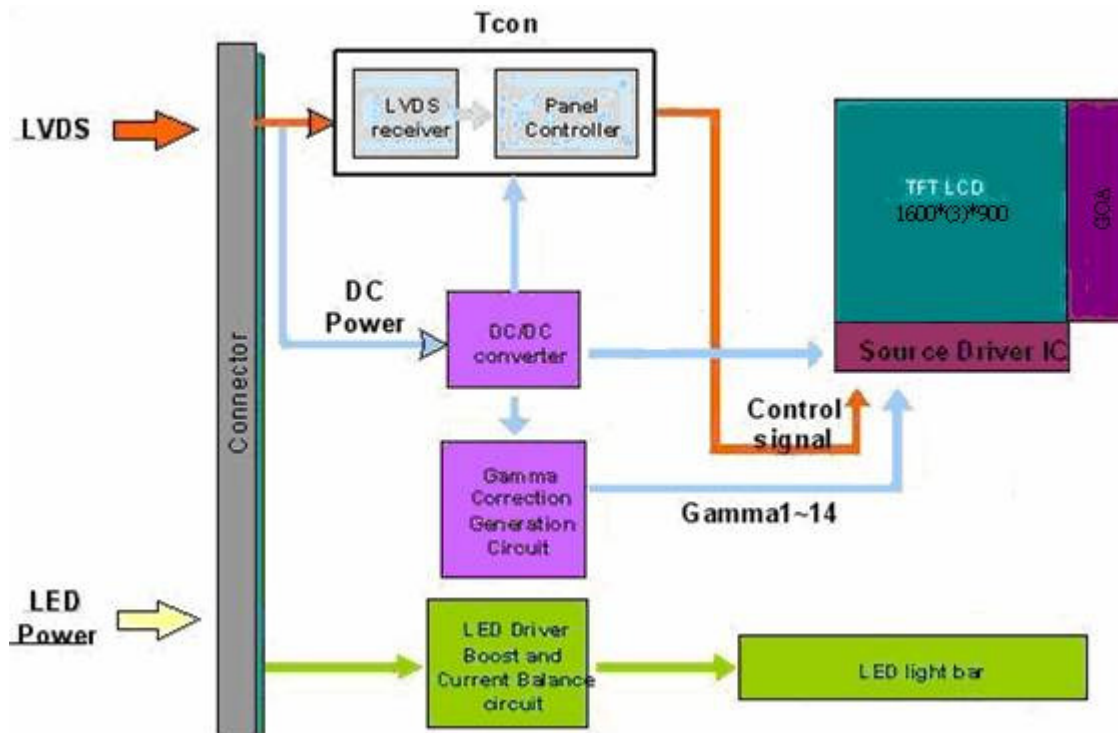 Tcon
LVDS
LVDS
receiver
Panel
Controller
TFT LCD
1600*(3)*900
GOA
DC
Power
DC/DC
converter
Source Driver IC
Connector
Control
signal
Gamma
Correction
Generation
Circuit
Gamma1~14
LED
Power
LED Driver
Boost and
Current Balance
circuit
LED light bar